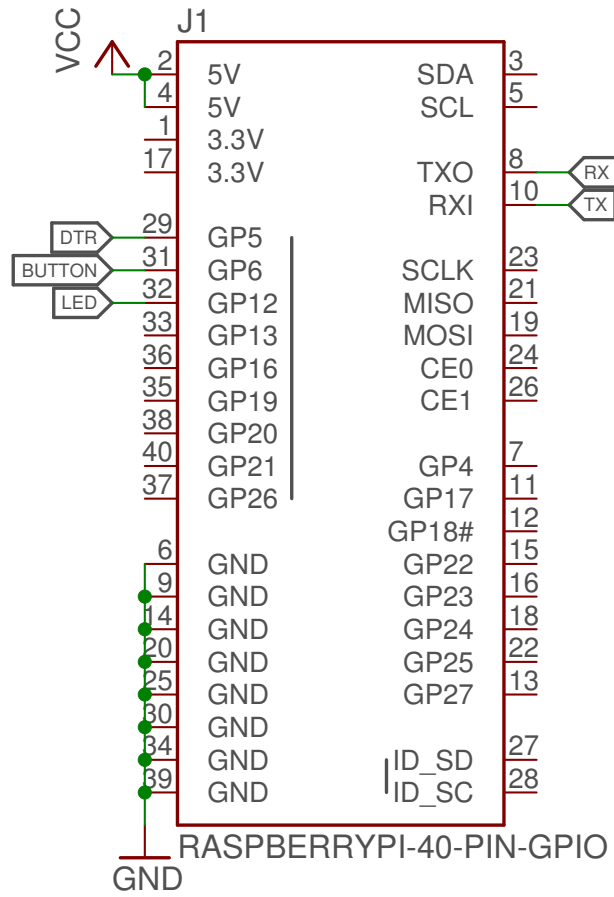 J1
VCC
2 5V SDA 3
4 5V SCL 5
1 3.3V
17 3.3V TXO 8 RX
RXI 10 TX
DTR 29 GP5
BUTTON 31 GP6 SCLK 23
LED 32 GP12 MISO 21
33 GP13 MOSI 19
36 GP16 CE0 24
35 GP19 CE1 26
38 GP20
40 GP21 GP4 7
37 GP26 GP17 11
GP18# 12
6 GND GP22 15
9 GND GP23 16
14 GND GP24 18
20 GND GP25 22
25 GND GP27 13
30 GND
34 GND ID_SD 27
39 GND ID_SC 28
RASPBERRYPI-40-PIN-GPIO
GND